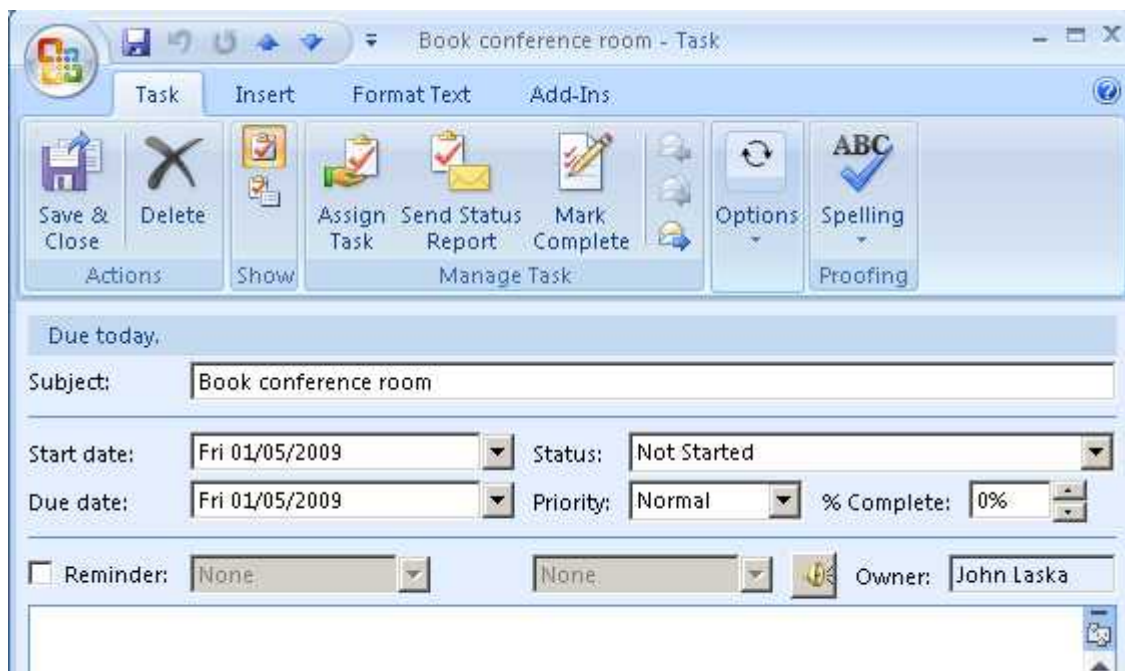 Book conference room - Task
Task Insert Format Text Add-Ins
ABC
Save & Close Delete Assign Task Send Status Report Mark Complete Options Spelling
Actions Show Manage Task Proofing
Due today.
Subject: Book conference room
Start date: Fri 01/05/2009 Status: Not Started
Due date: Fri 01/05/2009 Priority: Normal % Complete: 0%
Reminder: None None Owner: John Laska